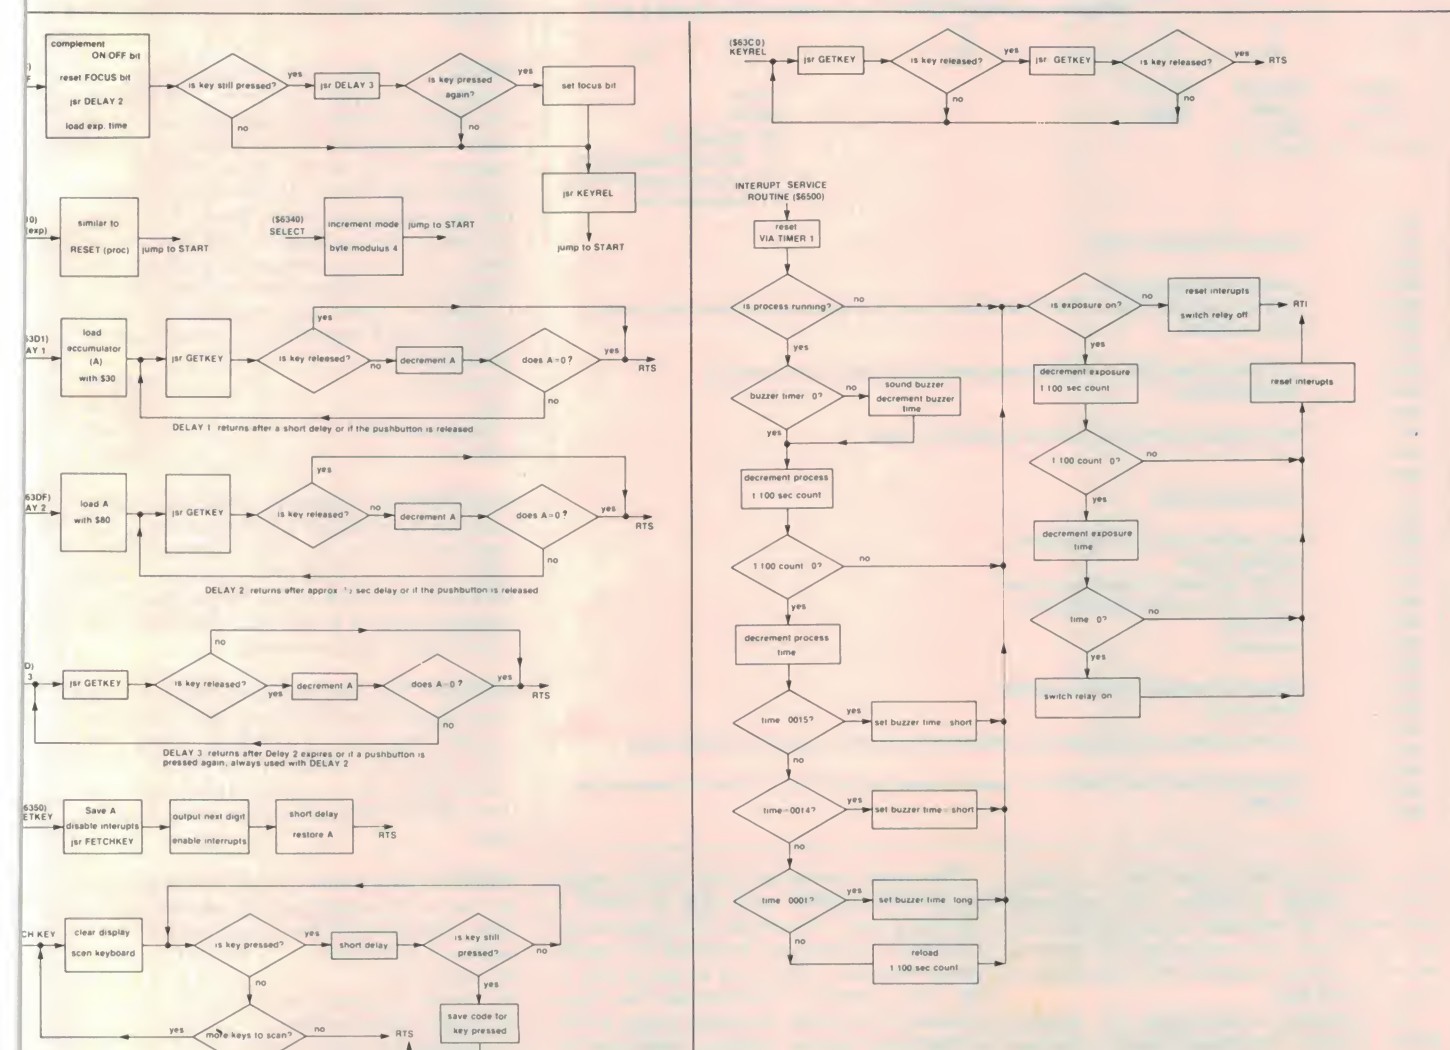 complement
ON OFF bit
reset FOCUS bit
jsr DELAY 2
load exp. time
is key still pressed?
yes
no
jsr DELAY 3
is key pressed
again?
yes
no
set focus bit
jsr KEYREL
jump to START
(exp)
similar to
RESET (proc)
jump to START
($6340)
SELECT
increment mode
byte modulus 4
jump to START
load
accumulator
(A)
with $30
jsr GETKEY
is key released?
yes
no
decrement A
does A=0?
yes
no
RTS
DELAY 1 returns after a short delay or if the pushbutton is released
load A
with $80
jsr GETKEY
is key released?
yes
no
decrement A
does A=0?
yes
no
RTS
DELAY 2 returns after approx sec delay or if the pushbutton is released
3
jsr GETKEY
is key released?
no
yes
decrement A
does A=0?
yes
no
RTS
DELAY 3 returns after Delay 2 expires or if a pushbutton is
pressed again, always used with DELAY 2
6350)
ETKEY
Save A
disable interupts
jsr FETCHKEY
output next digit
enable interrupts
short delay
restore A
RTS
CH KEY
clear display
scan keyboard
is key pressed?
yes
no
short delay
is key still
pressed?
no
yes
save code for
key pressed
yes
more keys to scan?
no
RTS
($63C0)
KEYREL
jsr GETKEY
is key released?
yes
no
jsr GETKEY
is key released?
yes
no
RTS
INTERUPT SERVICE
ROUTINE ($6500)
reset
VIA TIMER 1
is process running?
no
yes
buzzer timer 0?
no
yes
sound buzzer
decrement buzzer
time
decrement process
1 100 sec count
1 100 count 0?
no
yes
decrement process
time
time 0015?
yes
no
set buzzer time short
time=0014?
yes
no
set buzzer time=short
time 0001?
yes
no
set buzzer time long
reload
1 100 sec count
is exposure on?
no
yes
reset interupts
switch relay off
RTI
decrement exposure
1 100 sec count
reset interupts
1 100 count 0?
no
yes
decrement exposure
time
time 0?
no
yes
switch relay on